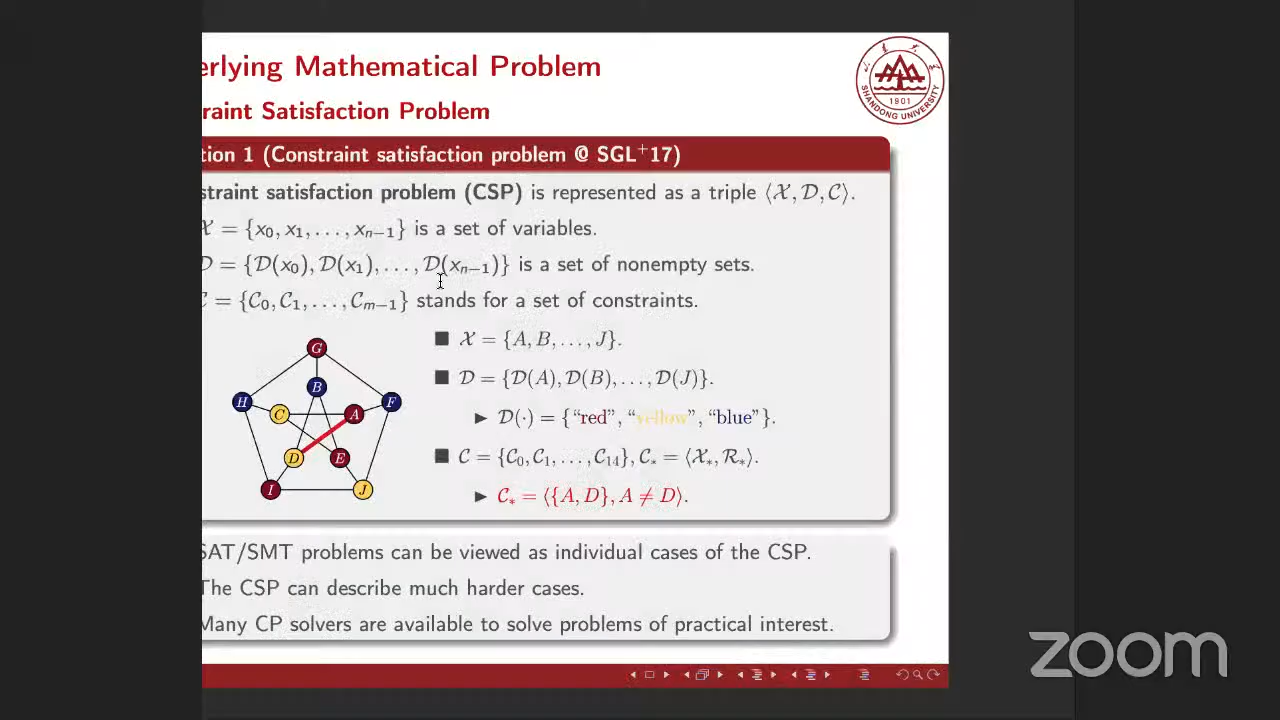 erlying Mathematical Problem
raint Satisfaction Problem
SHANDONG UNIVERSITY
1901
tion 1 (Constraint satisfaction problem @ SGL⁺17)
straint satisfaction problem (CSP) is represented as a triple ⟨𝒳, 𝒟, 𝒞⟩.
𝒳 = {x₀, x₁, . . . , xₙ₋₁} is a set of variables.
𝒟 = {𝒟(x₀), 𝒟(x₁), . . . , 𝒟(xₙ₋₁)} is a set of nonempty sets.
𝒞 = {𝒞₀, 𝒞₁, . . . , 𝒞ₘ₋₁} stands for a set of constraints.
G
B
H
F
C
A
D
E
I
J
■ 𝒳 = {A, B, . . . , J}.
■ 𝒟 = {𝒟(A), 𝒟(B), . . . , 𝒟(J)}.
▶ 𝒟(·) = {“red”, “yellow”, “blue”}.
■ 𝒞 = {𝒞₀, 𝒞₁, . . . , 𝒞₁₄}, 𝒞∗ = ⟨𝒳∗, ℛ∗⟩.
▶ 𝒞∗ = ⟨{A, D}, A ≠ D⟩.
SAT/SMT problems can be viewed as individual cases of the CSP.
The CSP can describe much harder cases.
Many CP solvers are available to solve problems of practical interest.
zoom